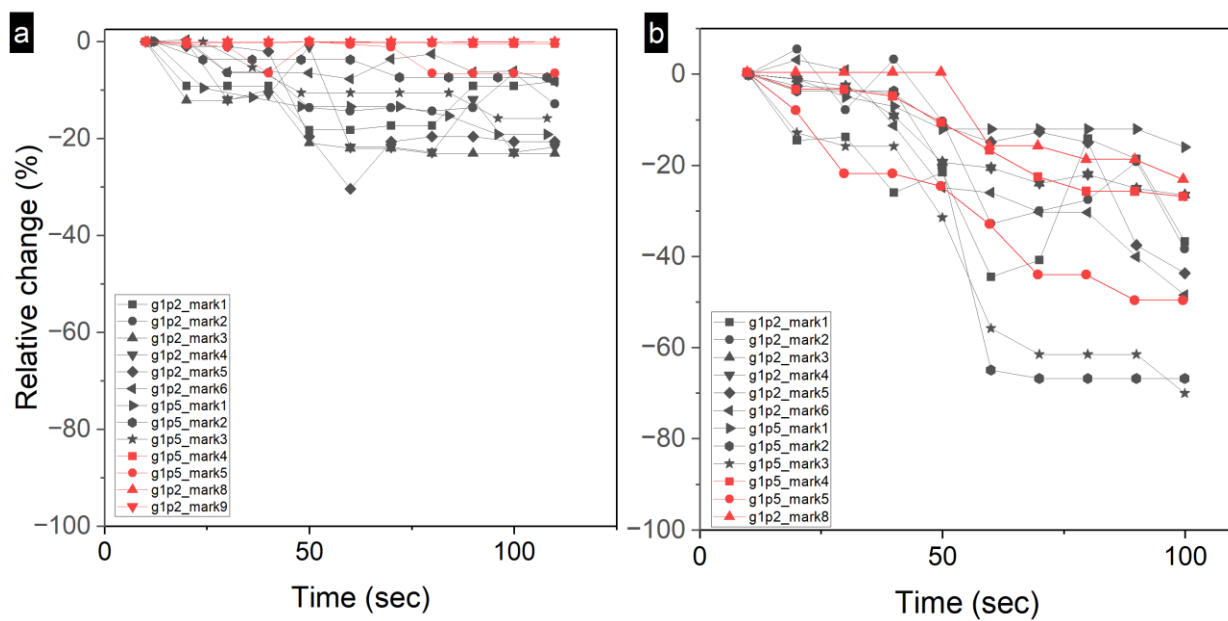 a
Relative change (%)
0
−20
−40
−60
−80
−100
g1p2_mark1
g1p2_mark2
g1p2_mark3
g1p2_mark4
g1p2_mark5
g1p2_mark6
g1p5_mark1
g1p5_mark2
g1p5_mark3
g1p5_mark4
g1p5_mark5
g1p2_mark8
g1p2_mark9
0
50
100
Time (sec)
b
0
−20
−40
−60
−80
−100
g1p2_mark1
g1p2_mark2
g1p2_mark3
g1p2_mark4
g1p2_mark5
g1p2_mark6
g1p5_mark1
g1p5_mark2
g1p5_mark3
g1p5_mark4
g1p5_mark5
g1p2_mark8
0
50
100
Time (sec)